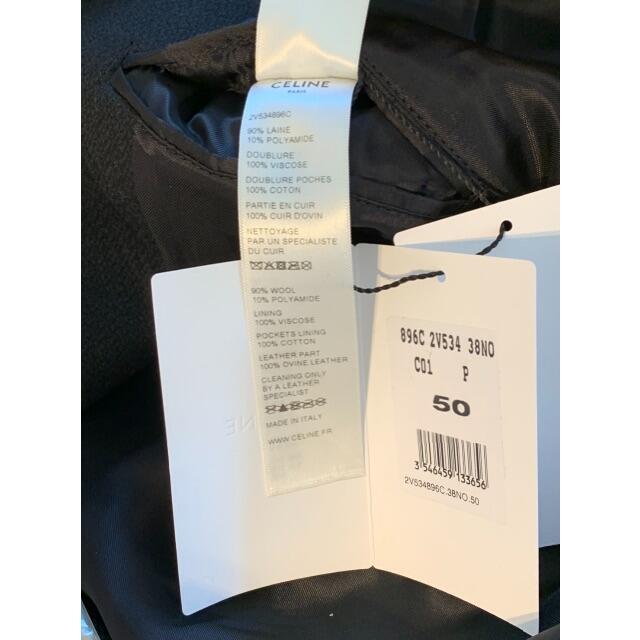 CELINE
PARIS
2V534896C
90% LAINE
10% POLYAMIDE
DOUBLURE
100% VISCOSE
DOUBLURE POCHES
100% COTON
PARTIE EN CUIR
100% CUIR D'OVIN
NETTOYAGE
PAR UN SPECIALISTE
DU CUIR
90% WOOL
10% POLYAMIDE
LINING
100% VISCOSE
POCKETS LINING
100% COTTON
LEATHER PART
100% OVINE LEATHER
CLEANING ONLY
BY A LEATHER
SPECIALIST
MADE IN ITALY
WWW.CELINE.FR
896C 2V534 38NO
C01 P
50
3 546459 133656
2V534896C.38NO.50